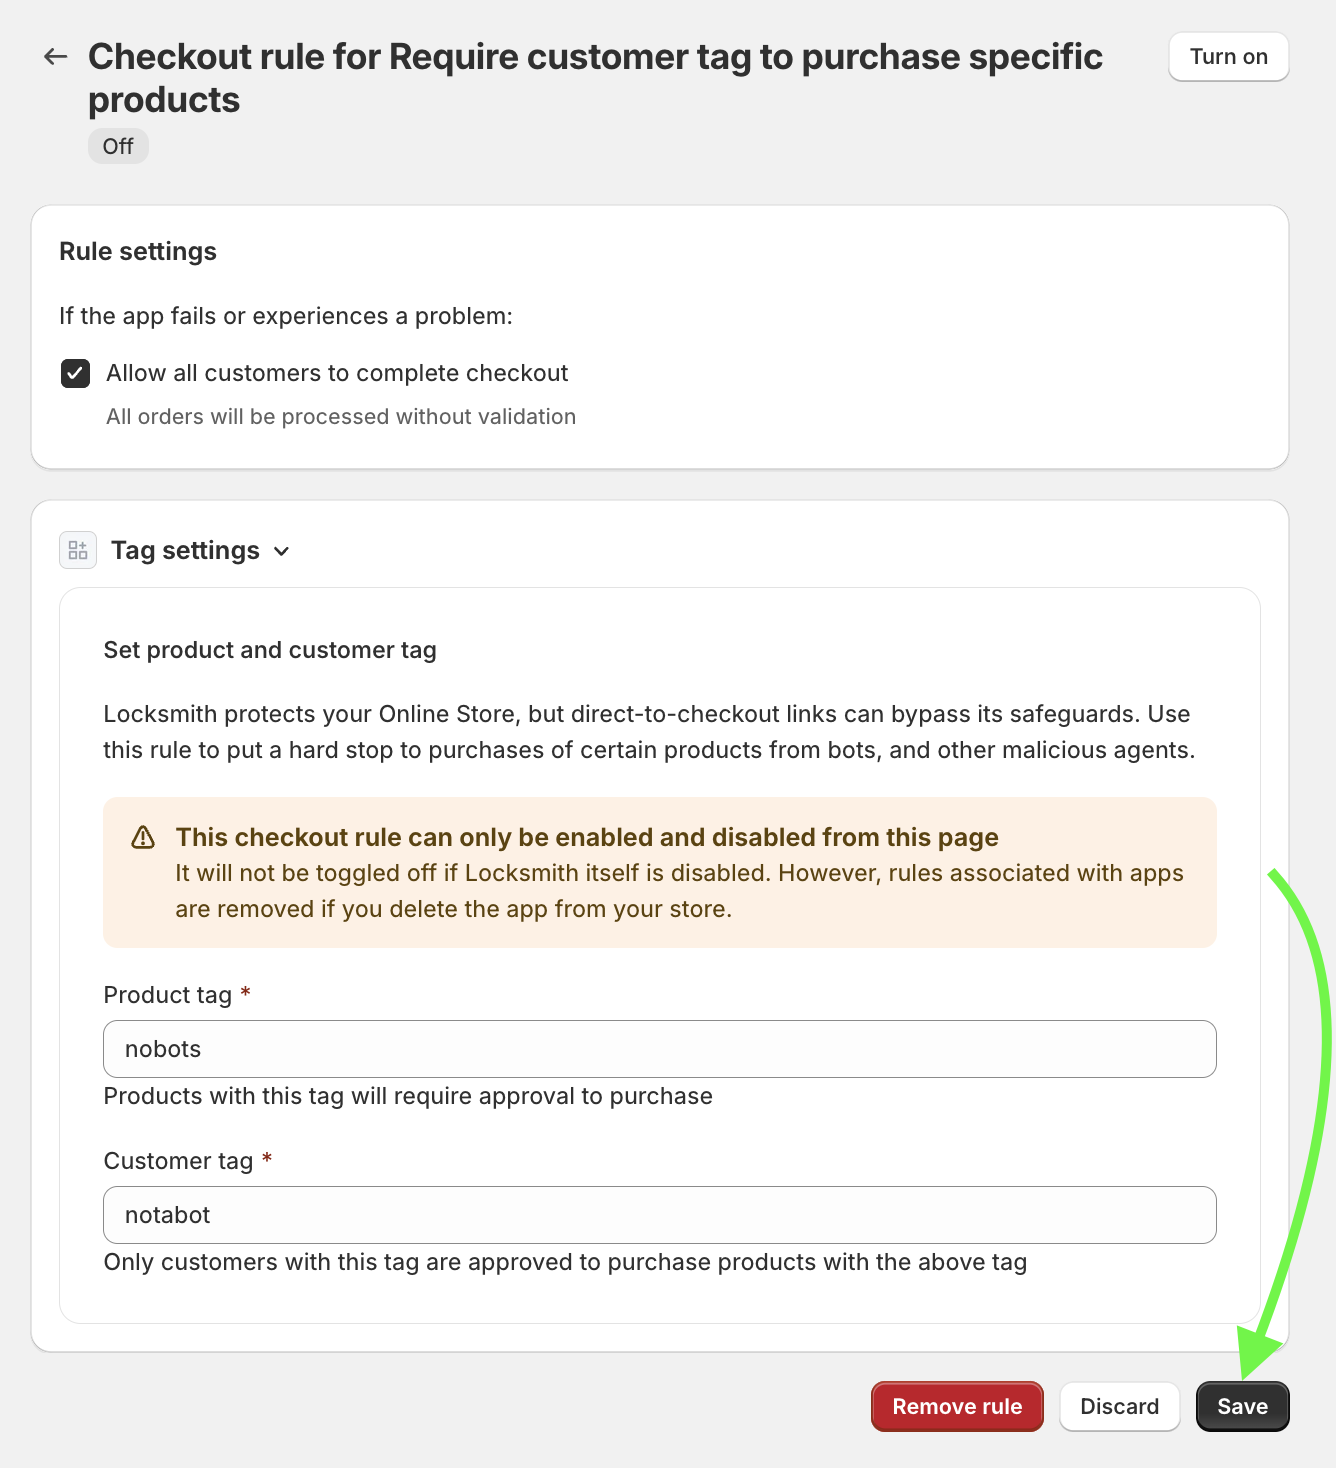 Checkout rule for Require customer tag to purchase specific
products
Turn on
Off
Rule settings
If the app fails or experiences a problem:
Allow all customers to complete checkout
All orders will be processed without validation
Tag settings
Set product and customer tag
Locksmith protects your Online Store, but direct-to-checkout links can bypass its safeguards. Use
this rule to put a hard stop to purchases of certain products from bots, and other malicious agents.
This checkout rule can only be enabled and disabled from this page
It will not be toggled off if Locksmith itself is disabled. However, rules associated with apps
are removed if you delete the app from your store.
Product tag *
nobots
Products with this tag will require approval to purchase
Customer tag *
notabot
Only customers with this tag are approved to purchase products with the above tag
Remove rule
Discard
Save